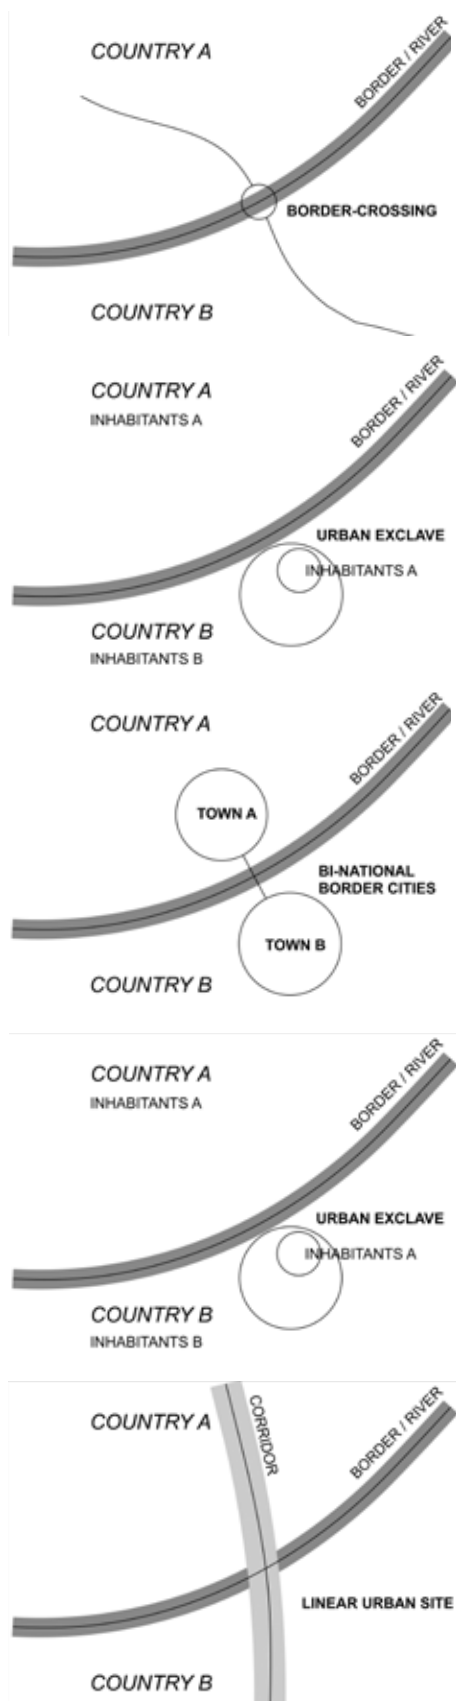 COUNTRY A
BORDER / RIVER
BORDER-CROSSING
COUNTRY B
COUNTRY A
INHABITANTS A
BORDER / RIVER
URBAN EXCLAVE
INHABITANTS A
COUNTRY B
INHABITANTS B
COUNTRY A
BORDER / RIVER
TOWN A
BI-NATIONAL
BORDER CITIES
TOWN B
COUNTRY B
COUNTRY A
INHABITANTS A
BORDER / RIVER
URBAN EXCLAVE
INHABITANTS A
COUNTRY B
INHABITANTS B
COUNTRY A
CORRIDOR
BORDER / RIVER
LINEAR URBAN SITE
COUNTRY B